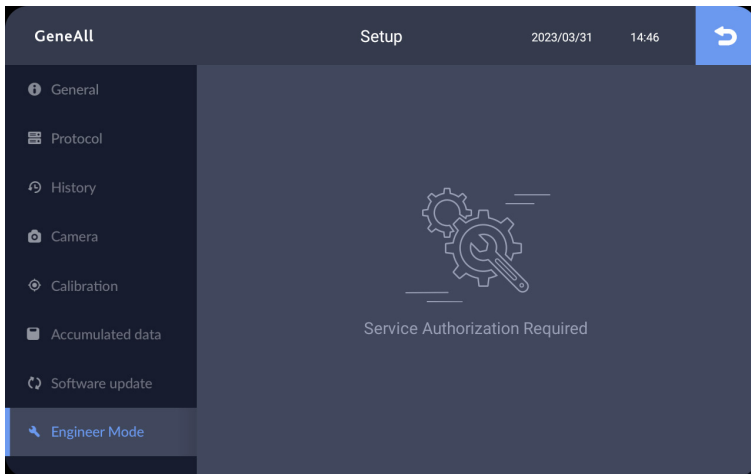 GeneAll
Setup
2023/03/31
14:46
General
Protocol
History
Camera
Calibration
Accumulated data
Software update
Engineer Mode
Service Authorization Required